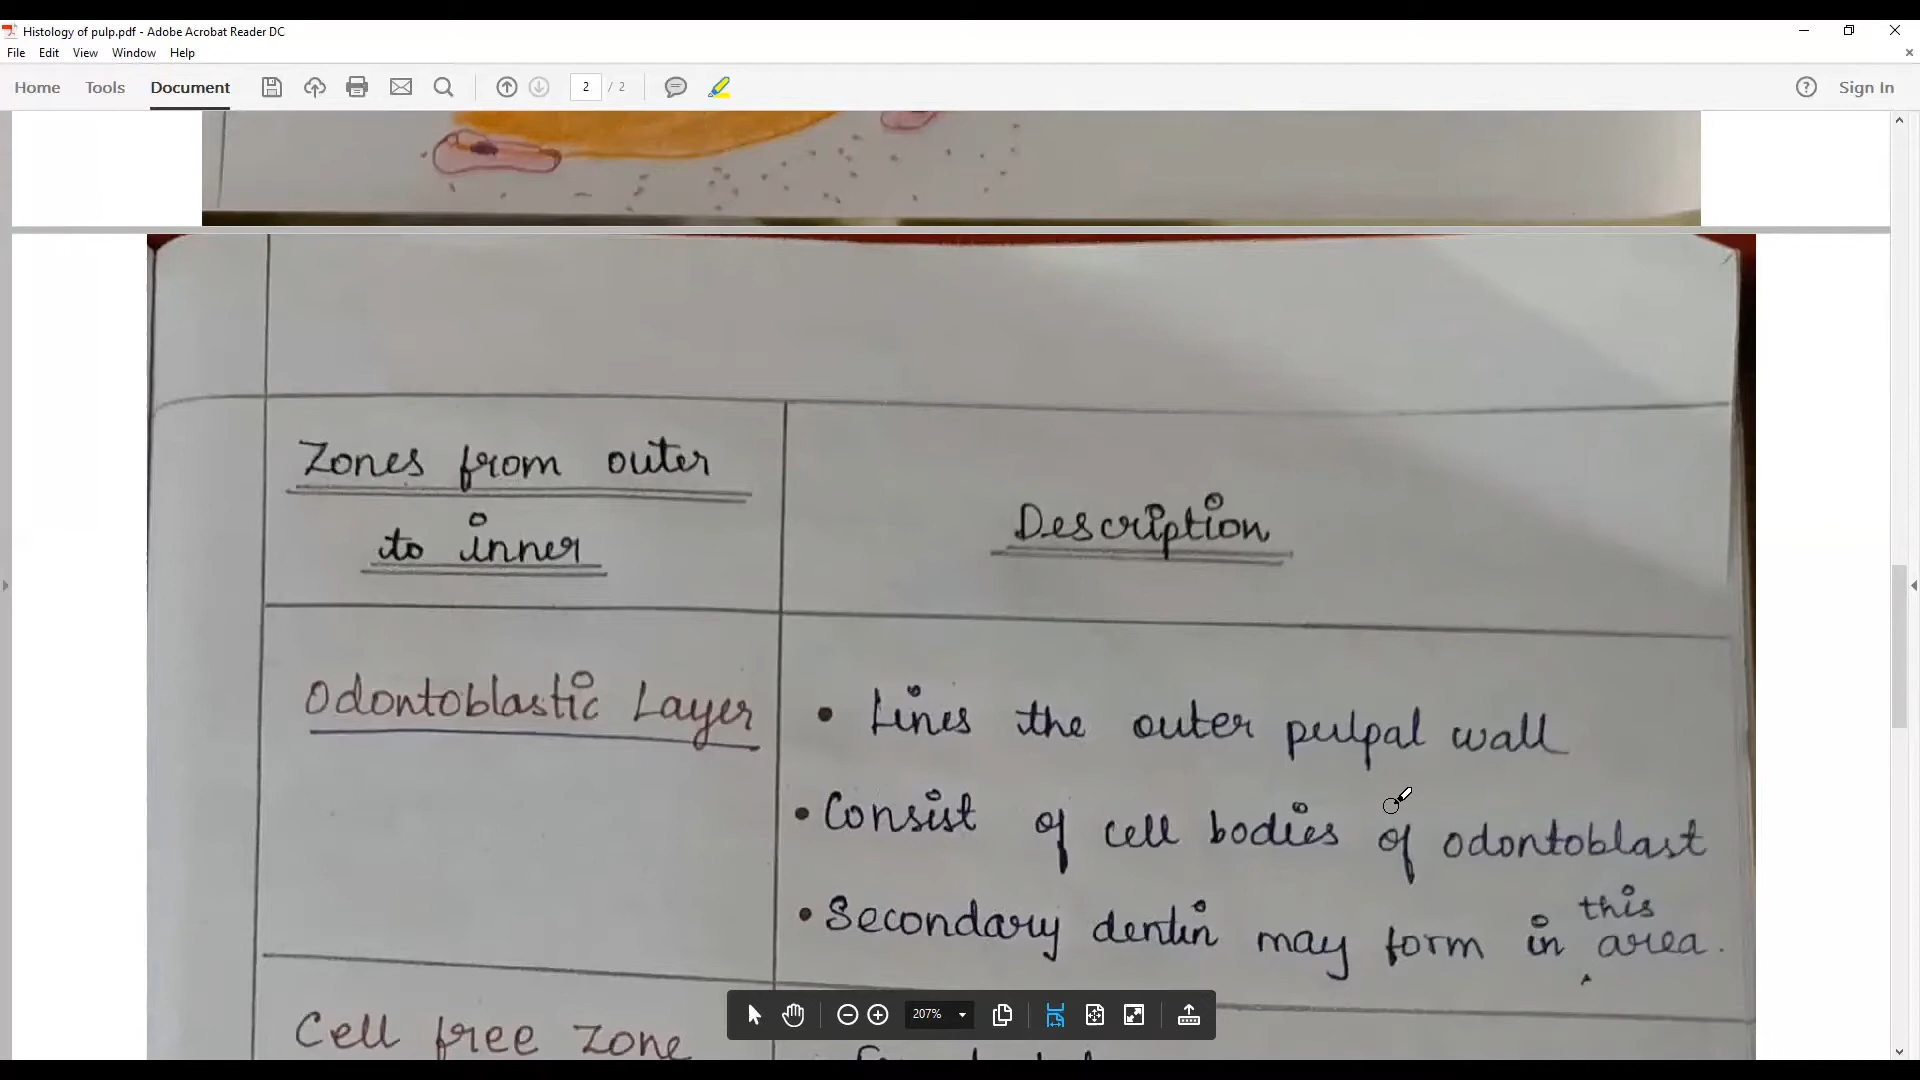 Histology of pulp.pdf - Adobe Acrobat Reader DC
File Edit View Window Help
Home Tools Document 2 / 2 Sign In
Zones from outer
to inner
Description
Odontoblastic Layer
• Lines the outer pulpal wall
• Consist of cell bodies of odontoblast
• Secondary dentin may form in this area.
Cell free zone
207%